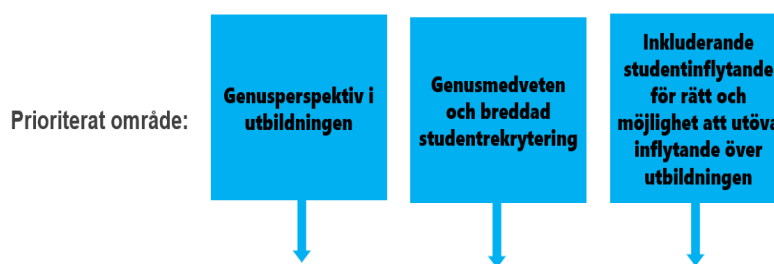 Prioriterat område:
Genusperspektiv i
utbildningen
Genusmedveten
och breddad
studentrekrytering
Inkluderande
studentinflytande
för rätt och
möjlighet att utöva
inflytande över
utbildningen